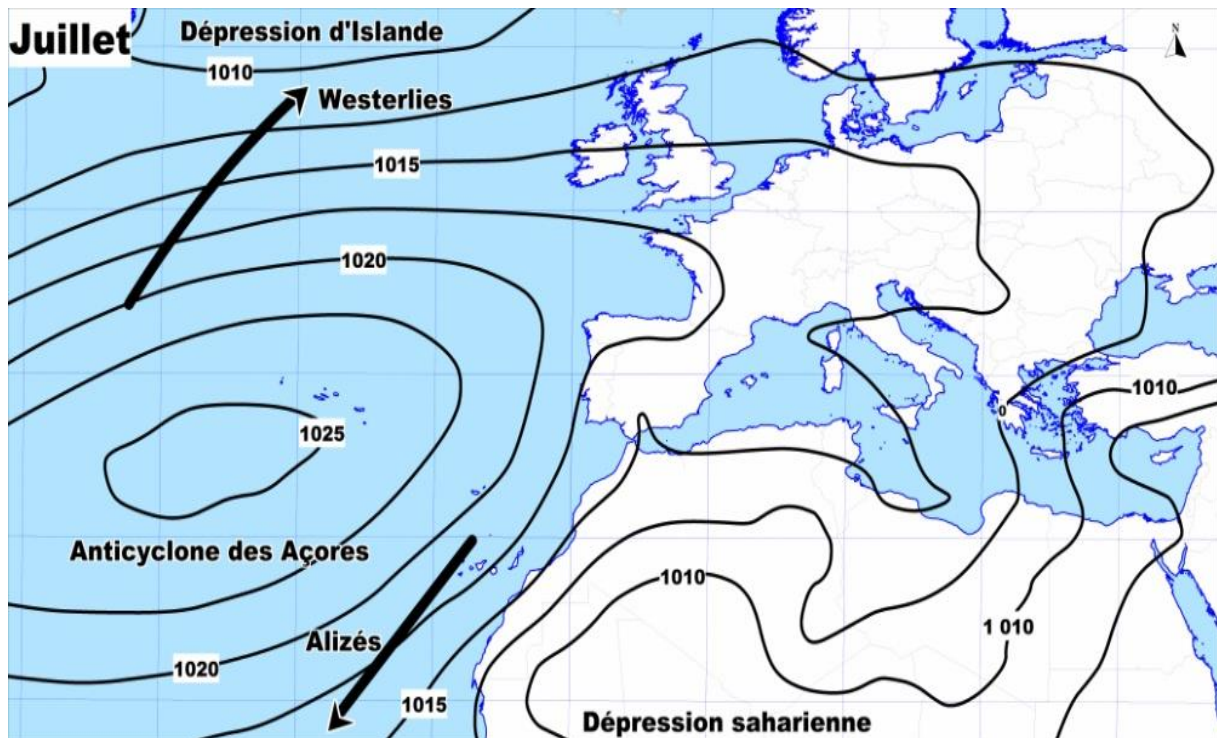 Juillet
Dépression d'Islande
N
1010
Westerlies
1015
1020
1010
0
1025
Anticyclone des Açores
1010
1 010
Alizés
1020
1015
Dépression saharienne